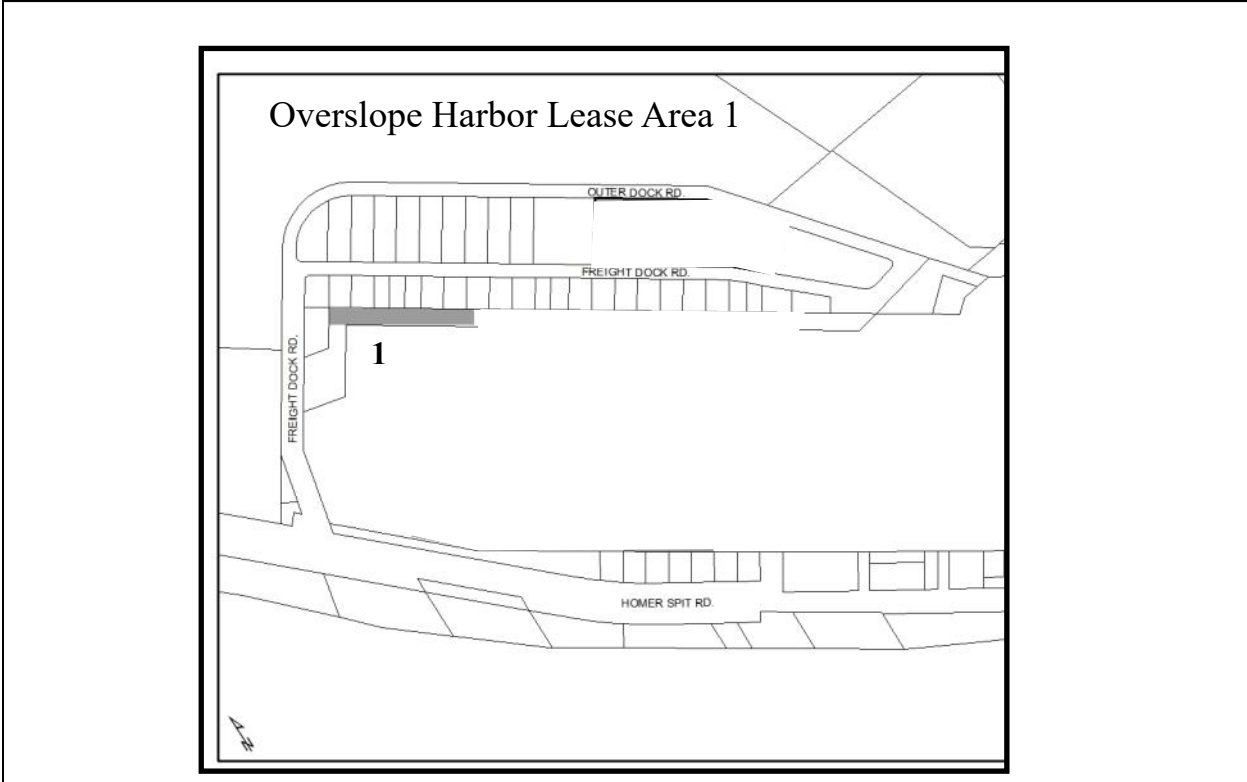 Overslope Harbor Lease Area 1
OUTER DOCK RD.
FREIGHT DOCK RD.
FREIGHT DOCK RD.
1
HOMER SPIT RD.
N